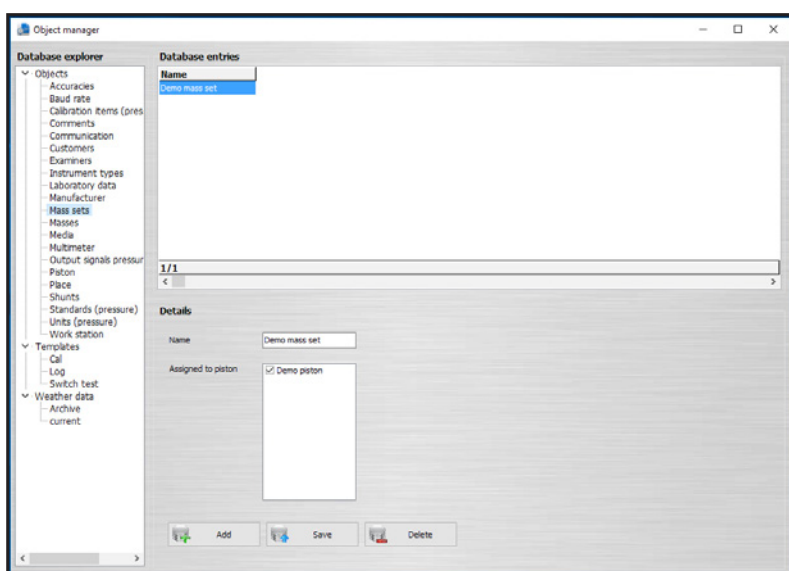 Object manager
Database explorer
Objects
Accuracies
Baud rate
Calibration items (pres
Comments
Communication
Customers
Examiners
Instrument types
Laboratory data
Manufacturer
Mass sets
Masses
Media
Multimeter
Output signals pressur
Piston
Place
Shunts
Standards (pressure)
Units (pressure)
Work station
Templates
Cal
Log
Switch test
Weather data
Archive
current
Database entries
Name
Demo mass set
1/1
Details
Name
Demo mass set
Assigned to piston
Demo piston
Add
Save
Delete